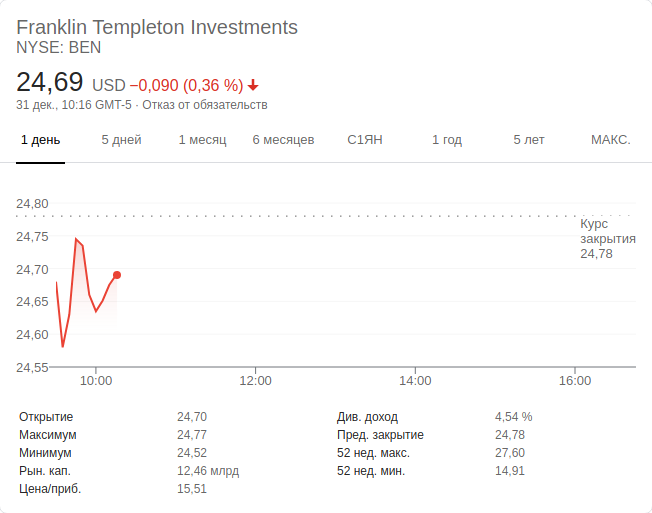 Franklin Templeton Investments
NYSE: BEN
24,69 USD −0,090 (0,36 %)
31 дек., 10:16 GMT-5 · Отказ от обязательств
1 день 5 дней 1 месяц 6 месяцев С1ЯН 1 год 5 лет МАКС.
24,80
Курс
24,75
закрытия
24,78
24,70
24,65
24,60
24,55
10:00 12:00 14:00 16:00
Открытие 24,70 Див. доход 4,54 %
Максимум 24,77 Пред. закрытие 24,78
Минимум 24,52 52 нед. макс. 27,60
Рын. кап. 12,46 млрд 52 нед. мин. 14,91
Цена/приб. 15,51